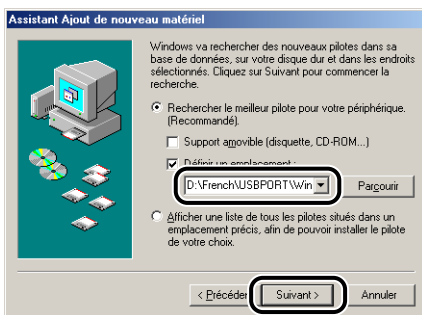 Assistant Ajout de nouveau matériel
Windows va rechercher des nouveaux pilotes dans sa
base de données, sur votre disque dur et dans les endroits
sélectionnés. Cliquez sur Suivant pour commencer la
recherche.
Rechercher le meilleur pilote pour votre périphérique.
(Recommandé).
Support amovible (disquette, CD-ROM...)
Définir un emplacement :
D:\French\USBPORT\Win
Parcourir
Afficher une liste de tous les pilotes situés dans un
emplacement précis, afin de pouvoir installer le pilote
de votre choix.
< Précéden
Suivant >
Annuler